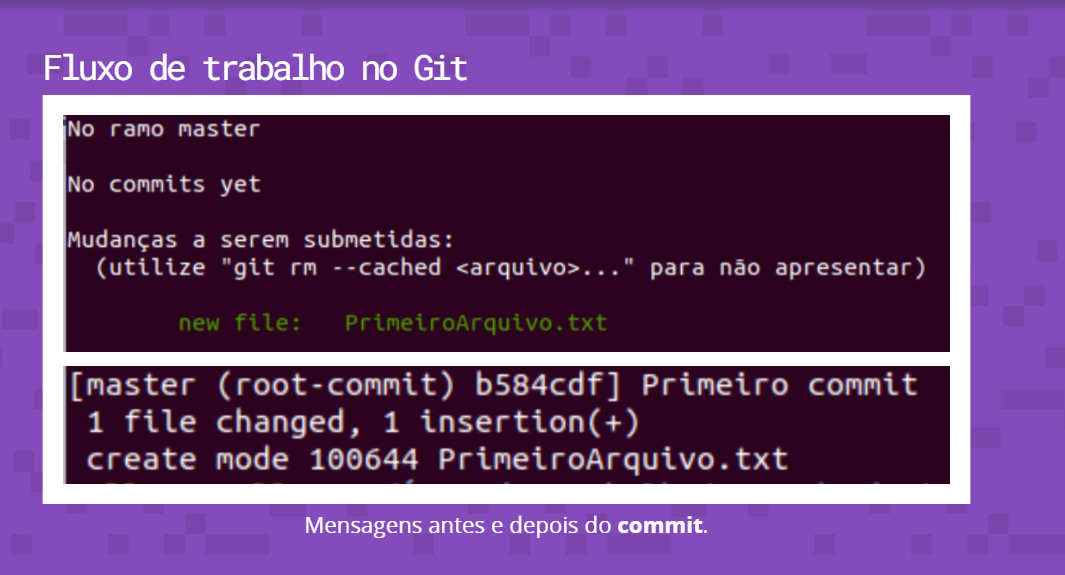 Fluxo de trabalho no Git
No ramo master
No commits yet
Mudanças a serem submetidas:
(utilize "git rm --cached <arquivo>..." para não apresentar)
new file: PrimeiroArquivo.txt
[master (root-commit) b584cdf] Primeiro commit
1 file changed, 1 insertion(+)
create mode 100644 PrimeiroArquivo.txt
Mensagens antes e depois do commit.